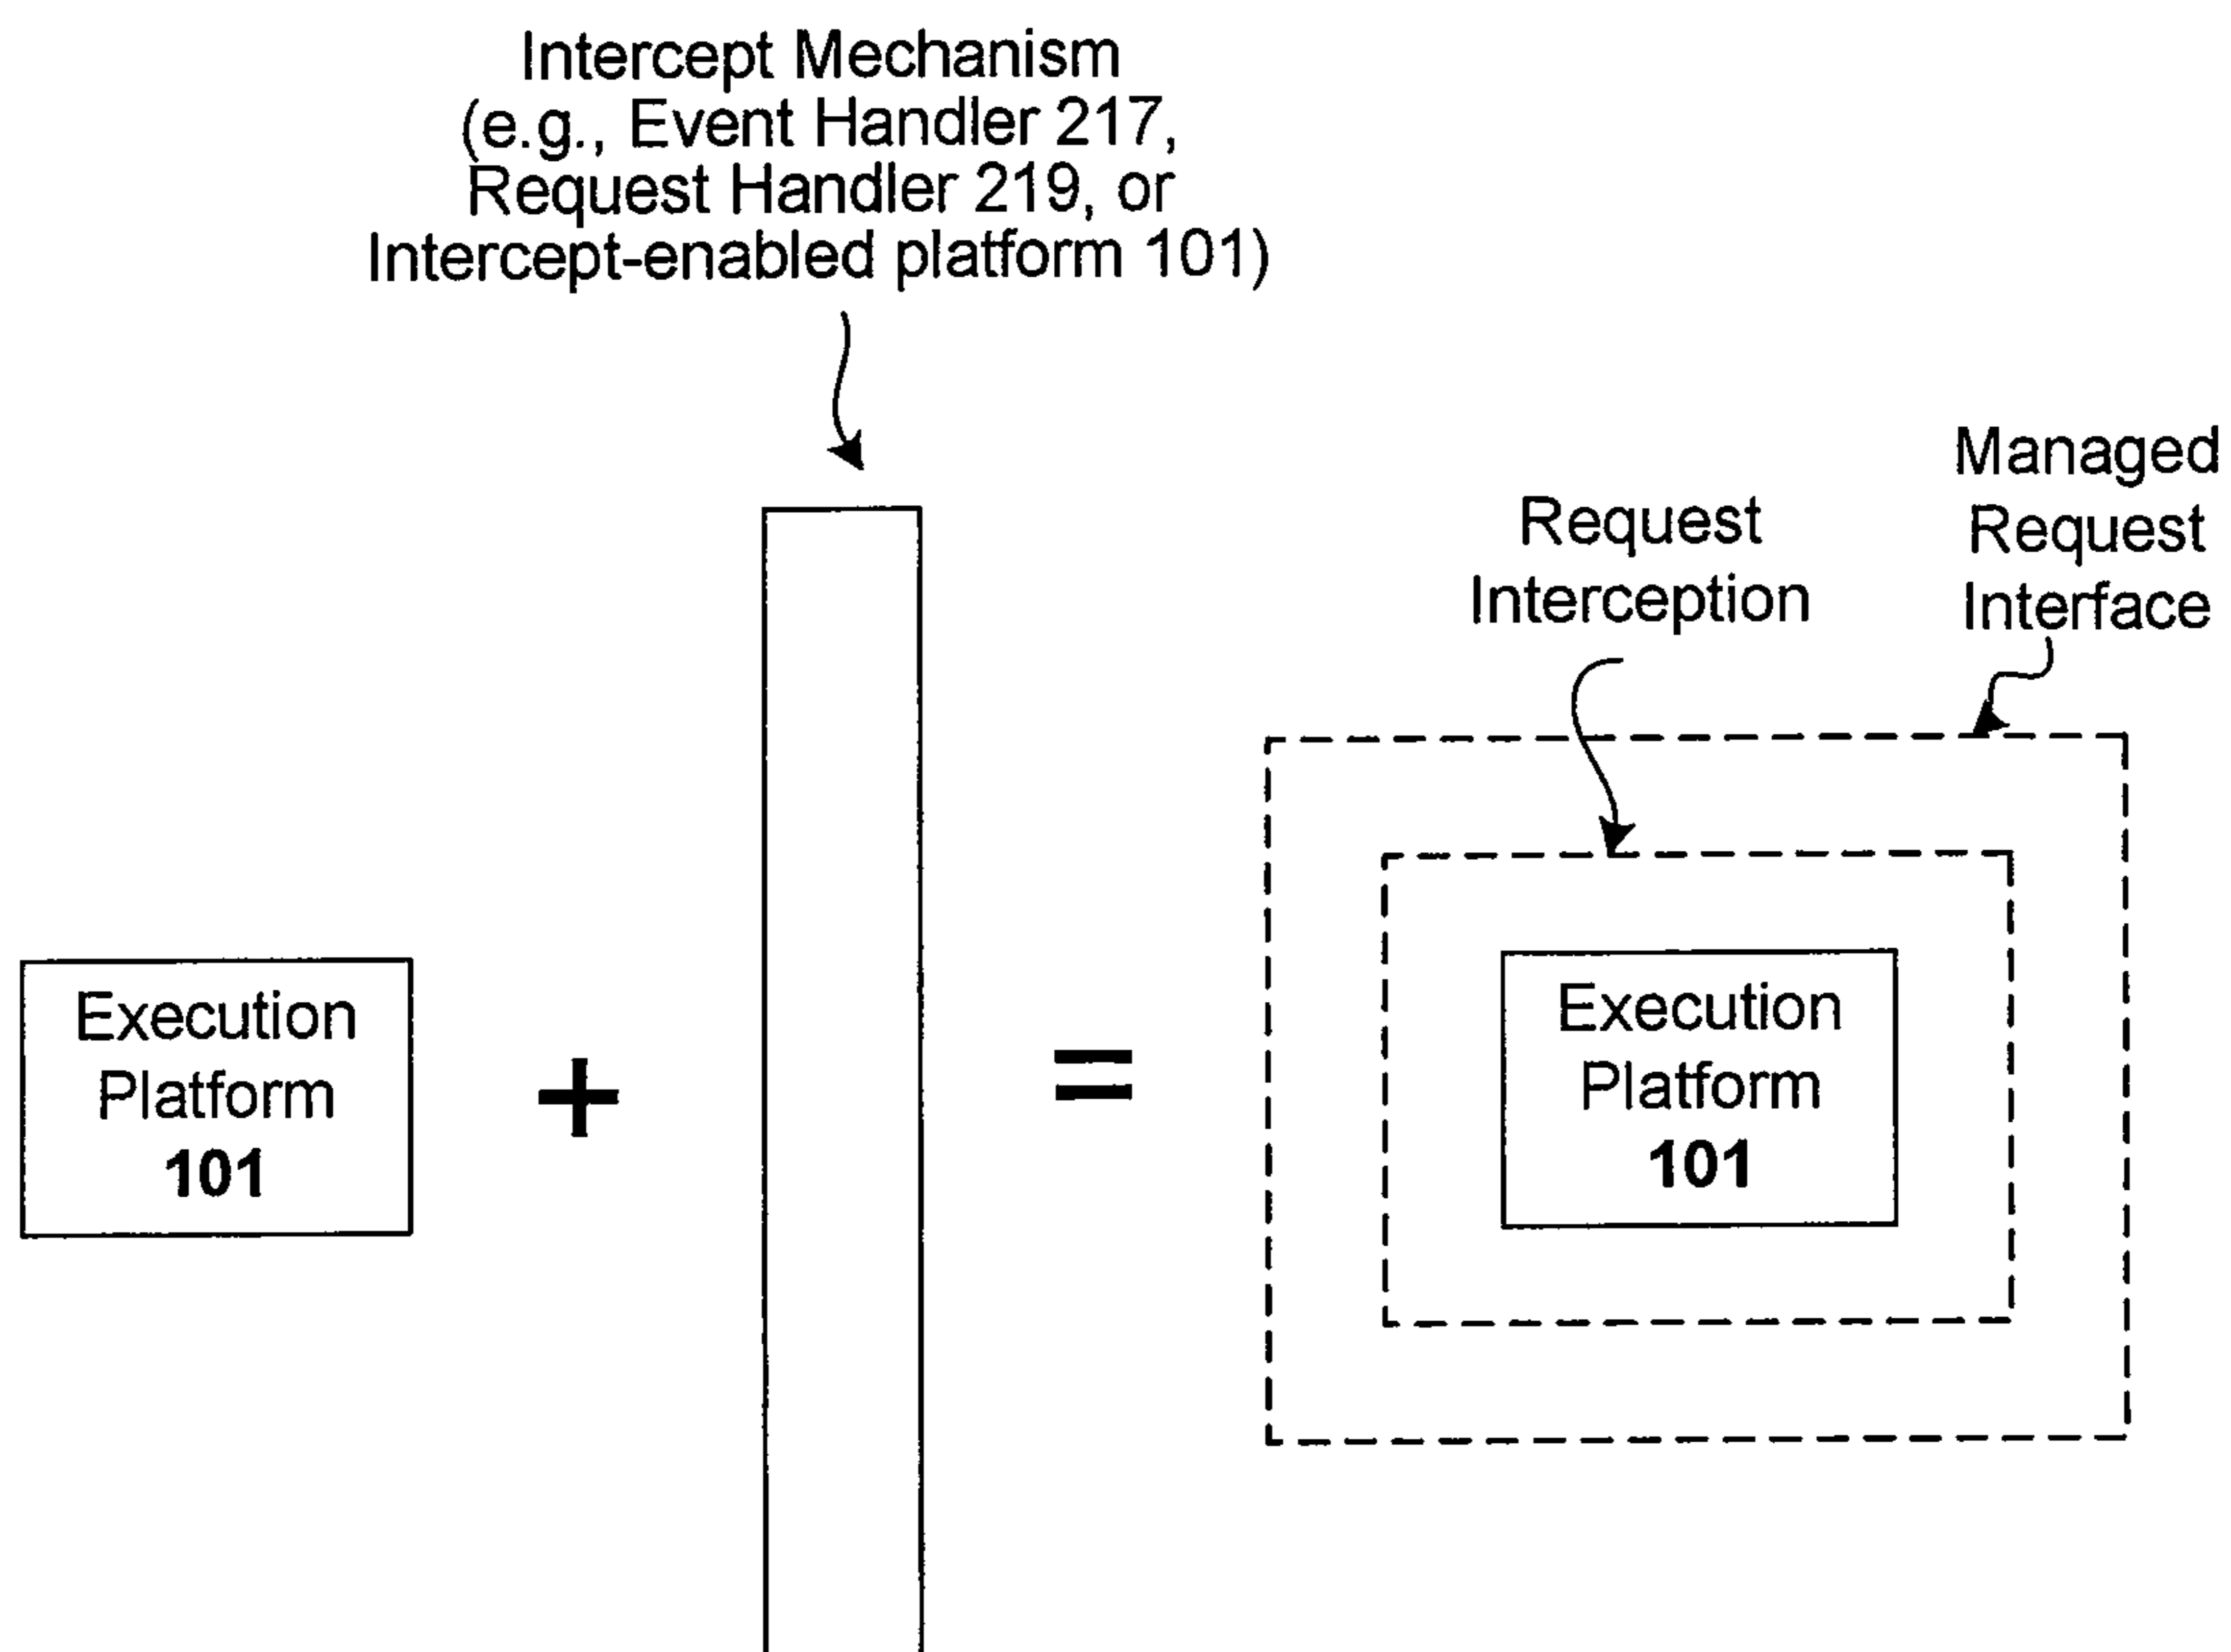 Intercept Mechanism
(e.g., Event Handler 217,
Request Handler 219, or
Intercept-enabled platform 101)
Managed
Request
Interface
Request
Interception
Execution
Platform
101
+
=
Execution
Platform
101